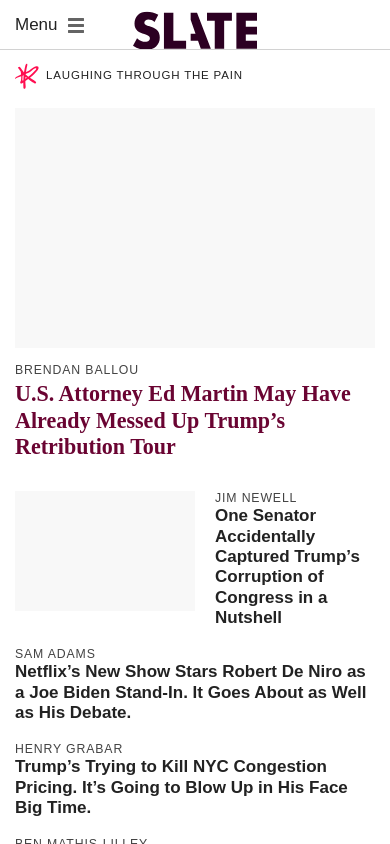 Menu
SLATE
LAUGHING THROUGH THE PAIN
BRENDAN BALLOU
U.S. Attorney Ed Martin May Have
Already Messed Up Trump’s
Retribution Tour
JIM NEWELL
One Senator
Accidentally
Captured Trump’s
Corruption of
Congress in a
Nutshell
SAM ADAMS
Netflix’s New Show Stars Robert De Niro as
a Joe Biden Stand-In. It Goes About as Well
as His Debate.
HENRY GRABAR
Trump’s Trying to Kill NYC Congestion
Pricing. It’s Going to Blow Up in His Face
Big Time.
BEN MATHIS-LILLEY